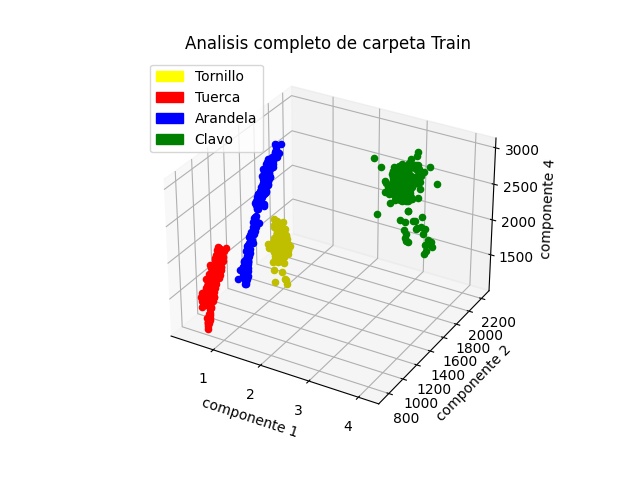 Analisis completo de carpeta Train
Tornillo
Tuerca
Arandela
Clavo
3000
2500
2000
1500
componente 4
2200
2000
1800
1600
1400
1200
1000
800
componente 2
1
2
3
4
componente 1